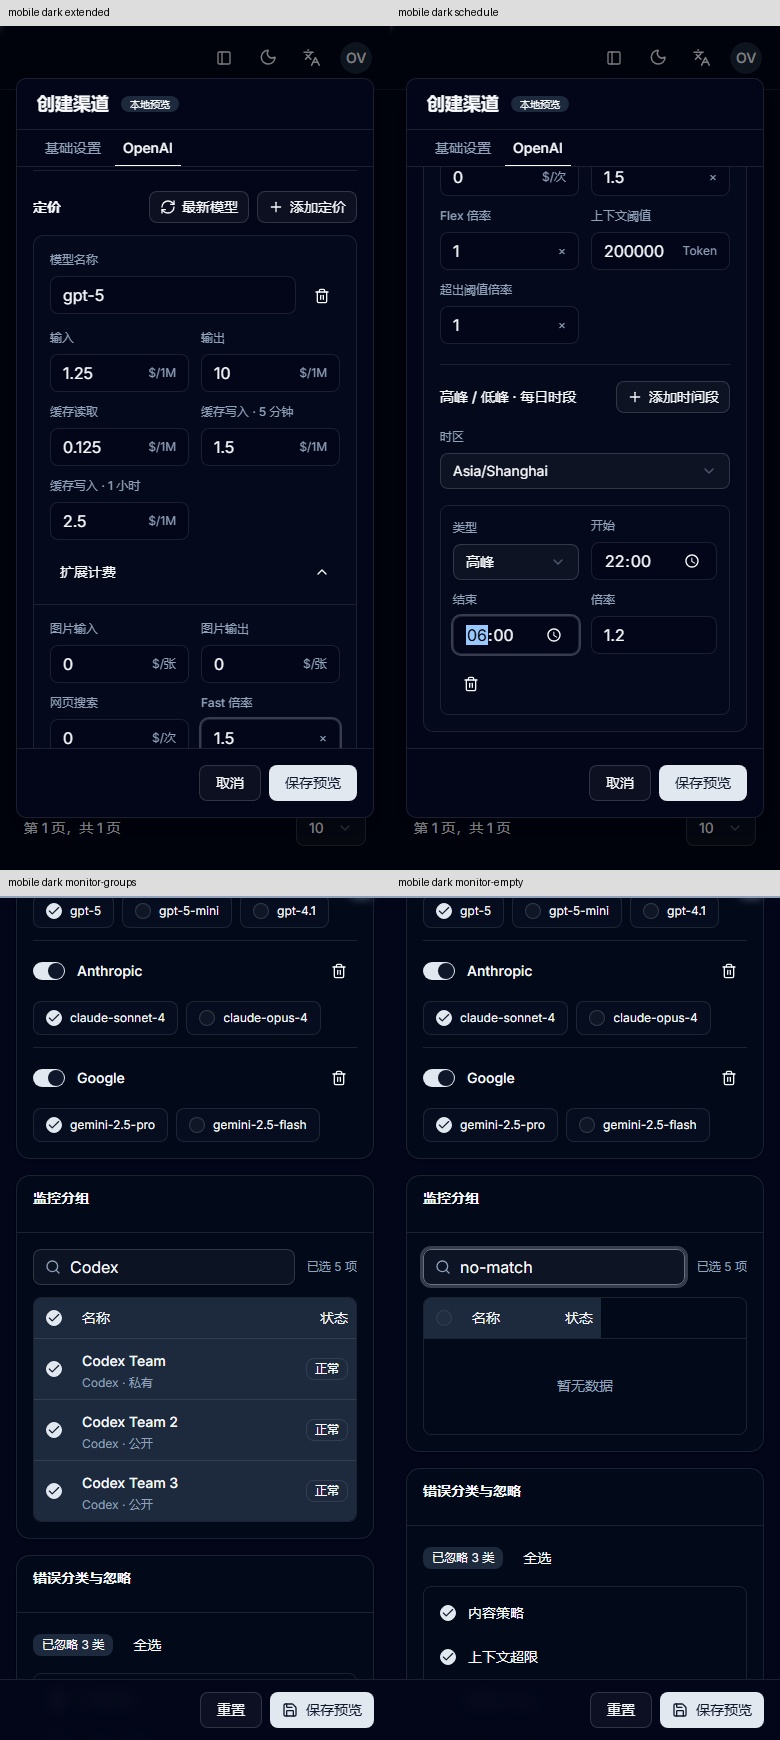 mobile dark extended
OV
创建渠道 本地预览
基础设置 OpenAI
定价 最新模型 添加定价
模型名称
gpt-5
输入 输出
1.25 $/1M 10 $/1M
缓存读取 缓存写入 · 5 分钟
0.125 $/1M 1.5 $/1M
缓存写入 · 1 小时
2.5 $/1M
扩展计费
图片输入 图片输出
0 $/张 0 $/张
网页搜索 Fast 倍率
0 $/次 1.5 ×
取消 保存预览
第 1 页，共 1 页 10
mobile dark schedule
OV
创建渠道 本地预览
基础设置 OpenAI
0 $/次 1.5 ×
Flex 倍率 上下文阈值
1 × 200000 Token
超出阈值倍率
1 ×
高峰 / 低峰 · 每日时段 添加时间段
时区
Asia/Shanghai
类型 开始
高峰 22:00
结束 倍率
06:00 1.2
取消 保存预览
第 1 页，共 1 页 10
mobile dark monitor-groups
gpt-5 gpt-5-mini gpt-4.1
Anthropic
claude-sonnet-4 claude-opus-4
Google
gemini-2.5-pro gemini-2.5-flash
监控分组
Codex 已选 5 项
名称 状态
Codex Team 正常
Codex · 私有
Codex Team 2 正常
Codex · 公开
Codex Team 3 正常
Codex · 公开
错误分类与忽略
已忽略 3 类 全选
重置 保存预览
mobile dark monitor-empty
gpt-5 gpt-5-mini gpt-4.1
Anthropic
claude-sonnet-4 claude-opus-4
Google
gemini-2.5-pro gemini-2.5-flash
监控分组
no-match 已选 5 项
名称 状态
暂无数据
错误分类与忽略
已忽略 3 类 全选
内容策略
上下文超限
重置 保存预览